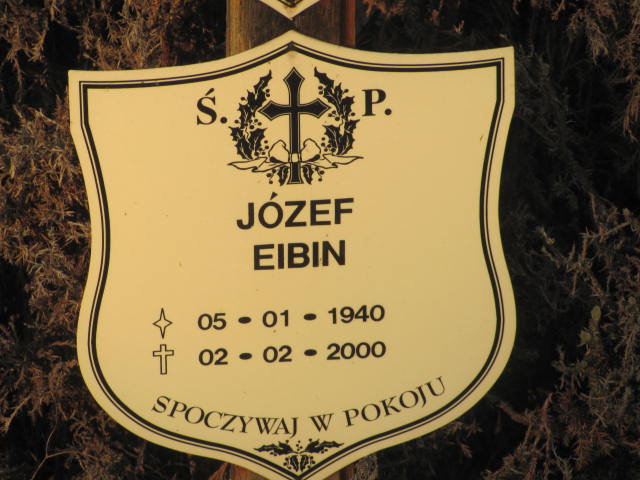 Ś. P.
JÓZEF
EIBIN
05 • 01 • 1940
02 • 02 • 2000
SPOCZYWAJ W POKOJU